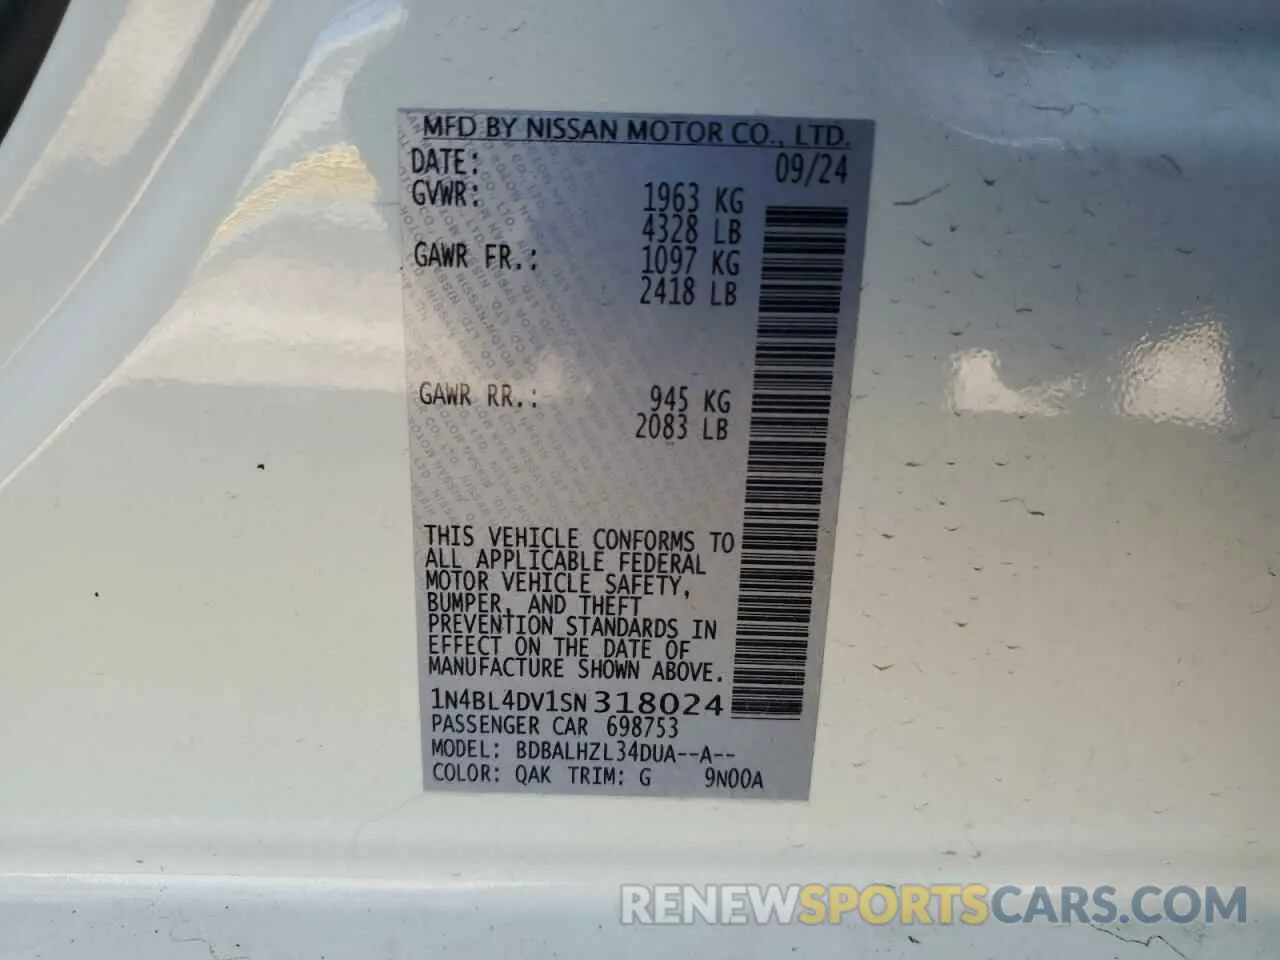 MFD BY NISSAN MOTOR CO., LTD.
DATE: 09/24
GVWR: 1963 KG
4328 LB
GAWR FR.: 1097 KG
2418 LB
GAWR RR.: 945 KG
2083 LB
THIS VEHICLE CONFORMS TO
ALL APPLICABLE FEDERAL
MOTOR VEHICLE SAFETY,
BUMPER, AND THEFT
PREVENTION STANDARDS IN
EFFECT ON THE DATE OF
MANUFACTURE SHOWN ABOVE.
1N4BL4DV1SN318024
PASSENGER CAR 698753
MODEL: BDBALHZL34DUA--A--
COLOR: QAK TRIM: G 9N00A
RENEWSPORTSCARS.COM